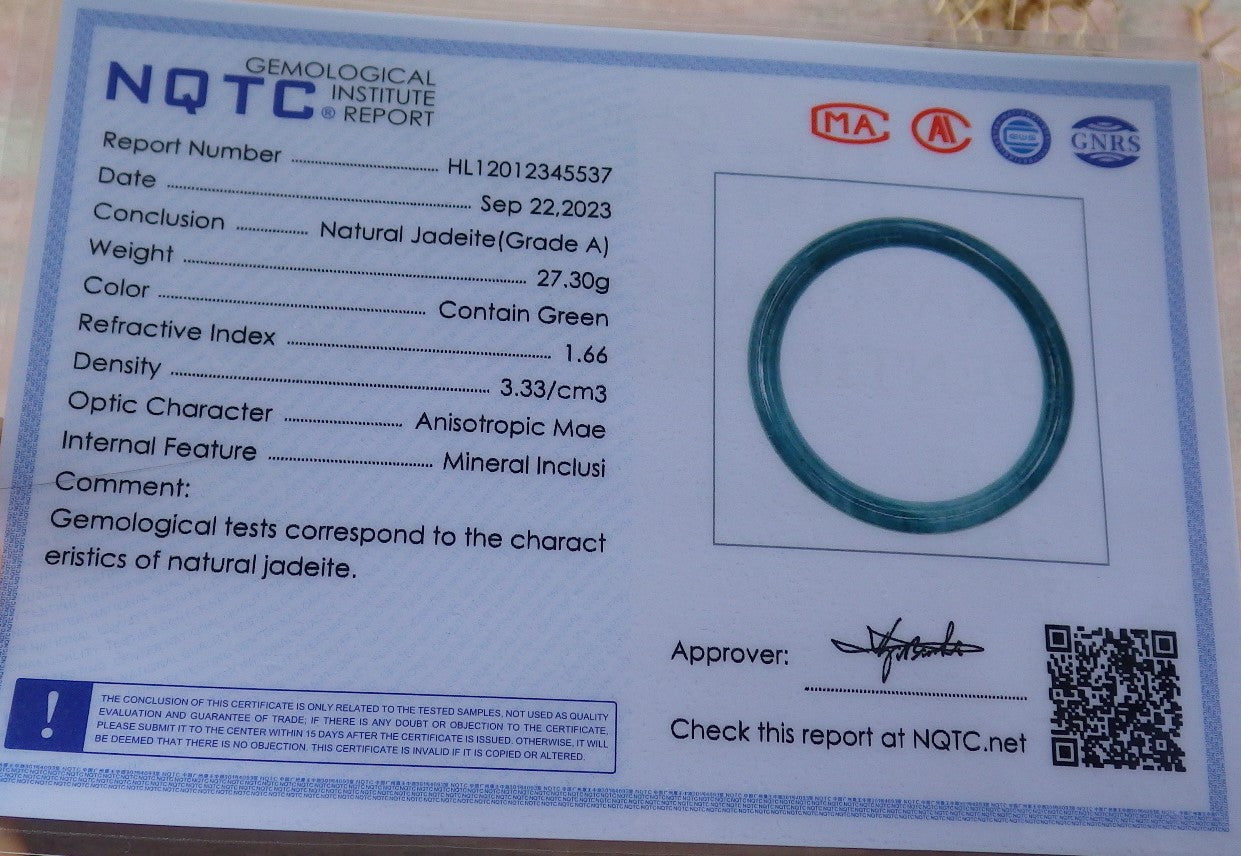 NQTC® GEMOLOGICAL INSTITUTE REPORT
Report Number HL12012345537
Date Sep 22,2023
Conclusion Natural Jadeite(Grade A)
Weight 27.30g
Color Contain Green
Refractive Index 1.66
Density 3.33/cm3
Optic Character Anisotropic Mae
Internal Feature Mineral Inclusi
Comment:
Gemological tests correspond to the charact
eristics of natural jadeite.
! THE CONCLUSION OF THIS CERTIFICATE IS ONLY RELATED TO THE TESTED SAMPLES, NOT USED AS QUALITY
EVALUATION AND GUARANTEE OF TRADE; IF THERE IS ANY DOUBT OR OBJECTION TO THE CERTIFICATE,
PLEASE SUBMIT IT TO THE CENTER WITHIN 15 DAYS AFTER THE CERTIFICATE IS ISSUED. OTHERWISE, IT WILL
BE DEEMED THAT THERE IS NO OBJECTION. THIS CERTIFICATE IS INVALID IF IT IS COPIED OR ALTERED.
MA
GNRS
Approver:
Check this report at NQTC.net